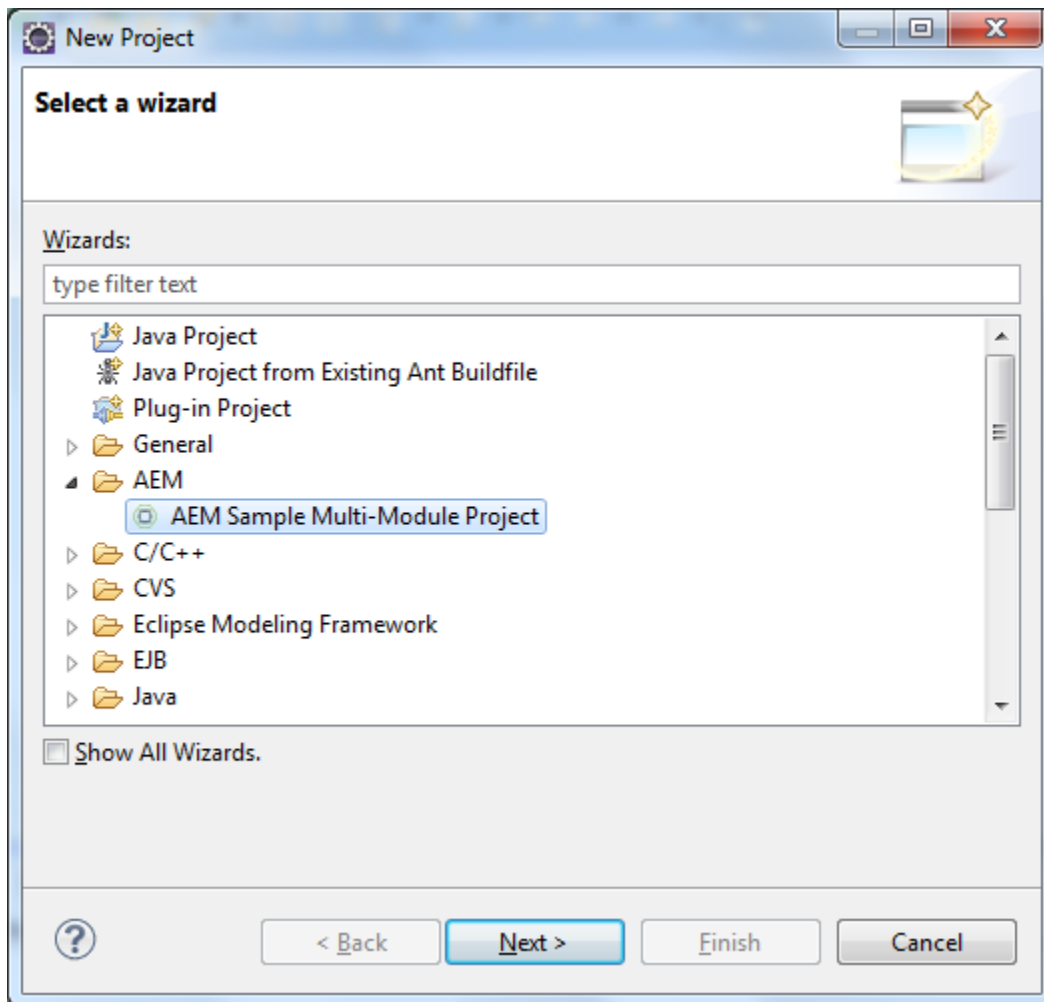 New Project
Select a wizard
Wizards:
type filter text
Java Project
Java Project from Existing Ant Buildfile
Plug-in Project
General
AEM
AEM Sample Multi-Module Project
C/C++
CVS
Eclipse Modeling Framework
EJB
Java
Show All Wizards.
? < Back Next > Finish Cancel